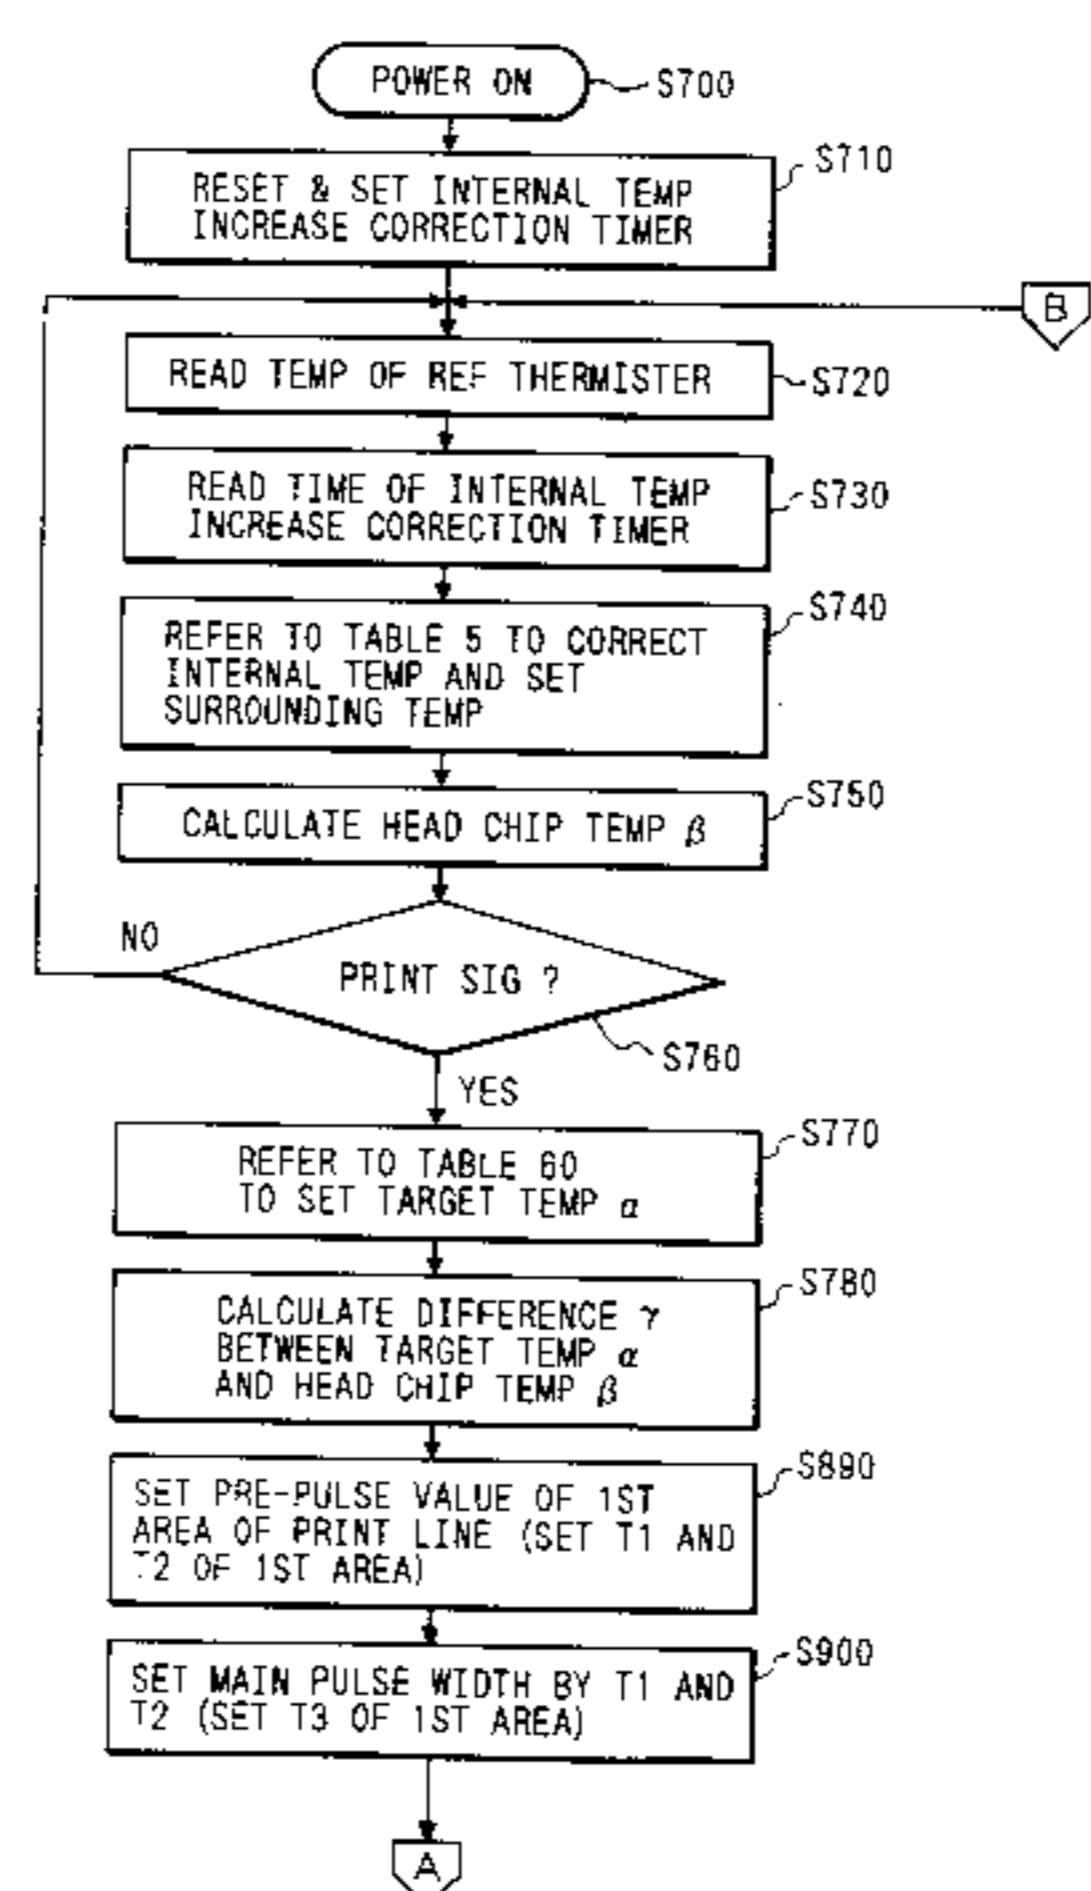 POWER ON
S700
RESET & SET INTERNAL TEMP
INCREASE CORRECTION TIMER
S710
B
READ TEMP OF REF THERMISTER
S720
READ TIME OF INTERNAL TEMP
INCREASE CORRECTION TIMER
S730
REFER TO TABLE 5 TO CORRECT
INTERNAL TEMP AND SET
SURROUNDING TEMP
S740
CALCULATE HEAD CHIP TEMP β
S750
NO
PRINT SIG ?
S760
YES
REFER TO TABLE 60
TO SET TARGET TEMP α
S770
CALCULATE DIFFERENCE γ
BETWEEN TARGET TEMP α
AND HEAD CHIP TEMP β
S780
SET PRE-PULSE VALUE OF 1ST
AREA OF PRINT LINE (SET T1 AND
T2 OF 1ST AREA)
S890
SET MAIN PULSE WIDTH BY T1 AND
T2 (SET T3 OF 1ST AREA)
S900
A